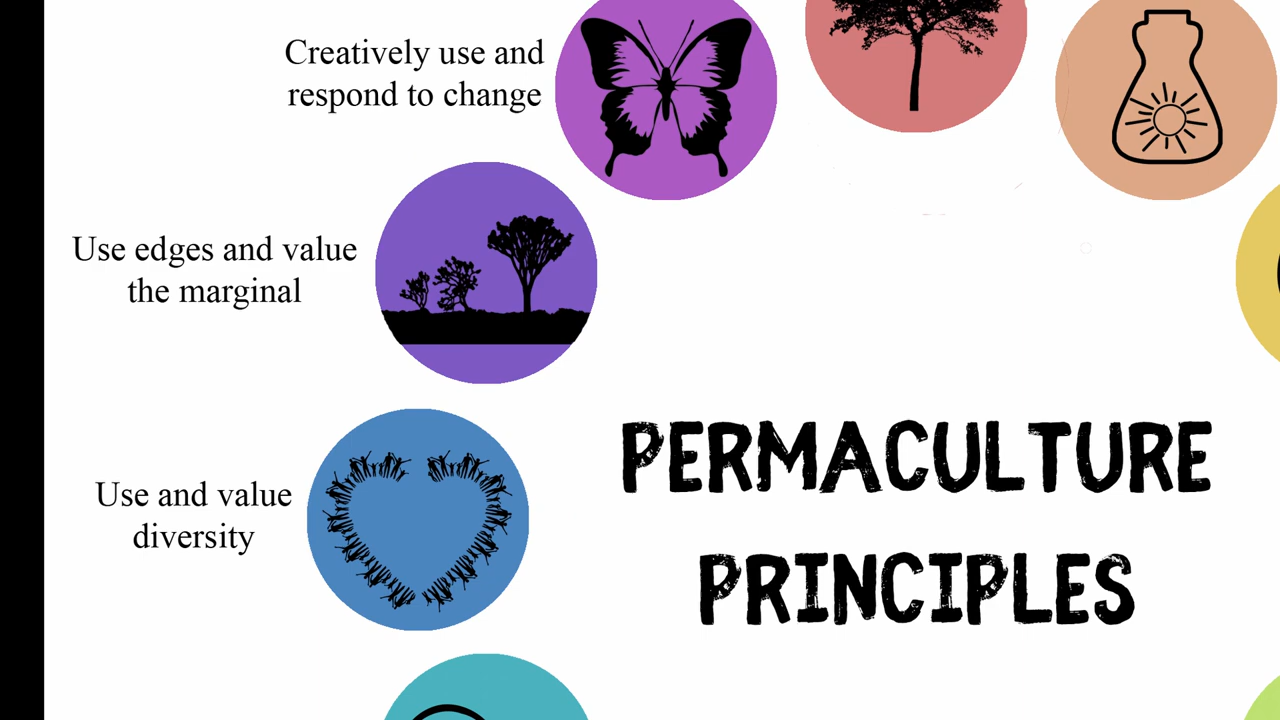 Creatively use and
respond to change
Use edges and value
the marginal
Use and value
diversity
PERMACULTURE
PRINCIPLES